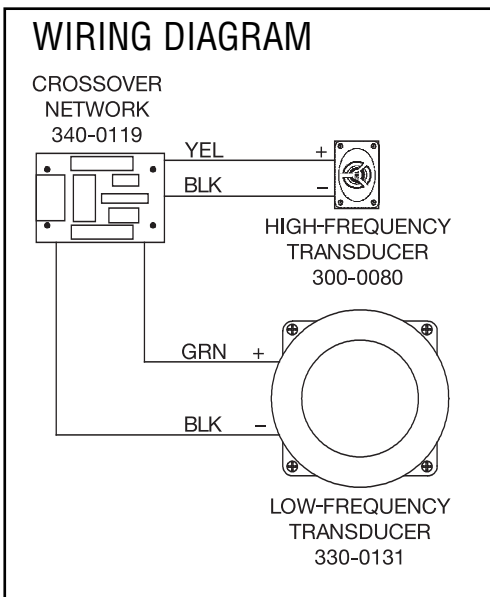 WIRING DIAGRAM
CROSSOVER
NETWORK
340-0119
YEL +
BLK –
HIGH-FREQUENCY
TRANSDUCER
300-0080
GRN +
BLK –
LOW-FREQUENCY
TRANSDUCER
330-0131